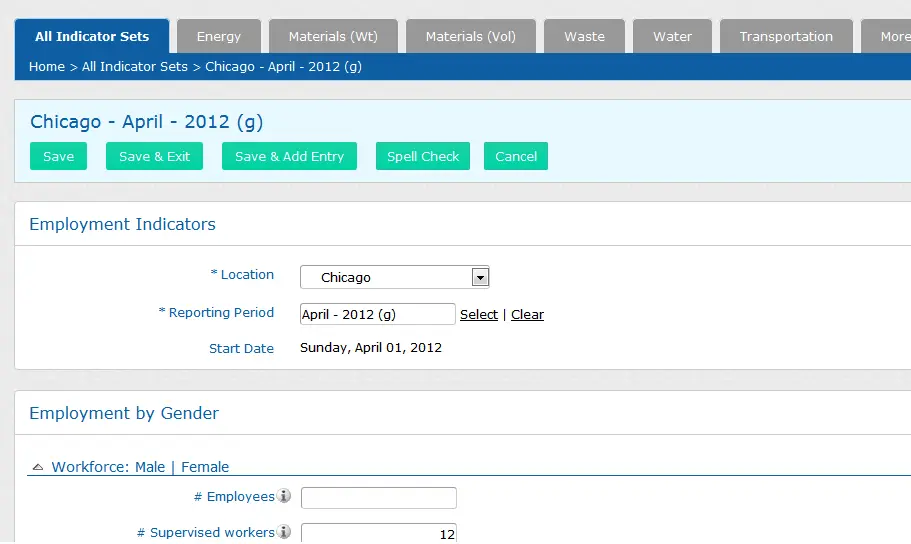 All Indicator Sets Energy Materials (Wt) Materials (Vol) Waste Water Transportation More
Home > All Indicator Sets > Chicago - April - 2012 (g)
Chicago - April - 2012 (g)
Save Save & Exit Save & Add Entry Spell Check Cancel
Employment Indicators
* Location Chicago
* Reporting Period April - 2012 (g) Select | Clear
Start Date Sunday, April 01, 2012
Employment by Gender
Workforce: Male | Female
# Employees
# Supervised workers 12